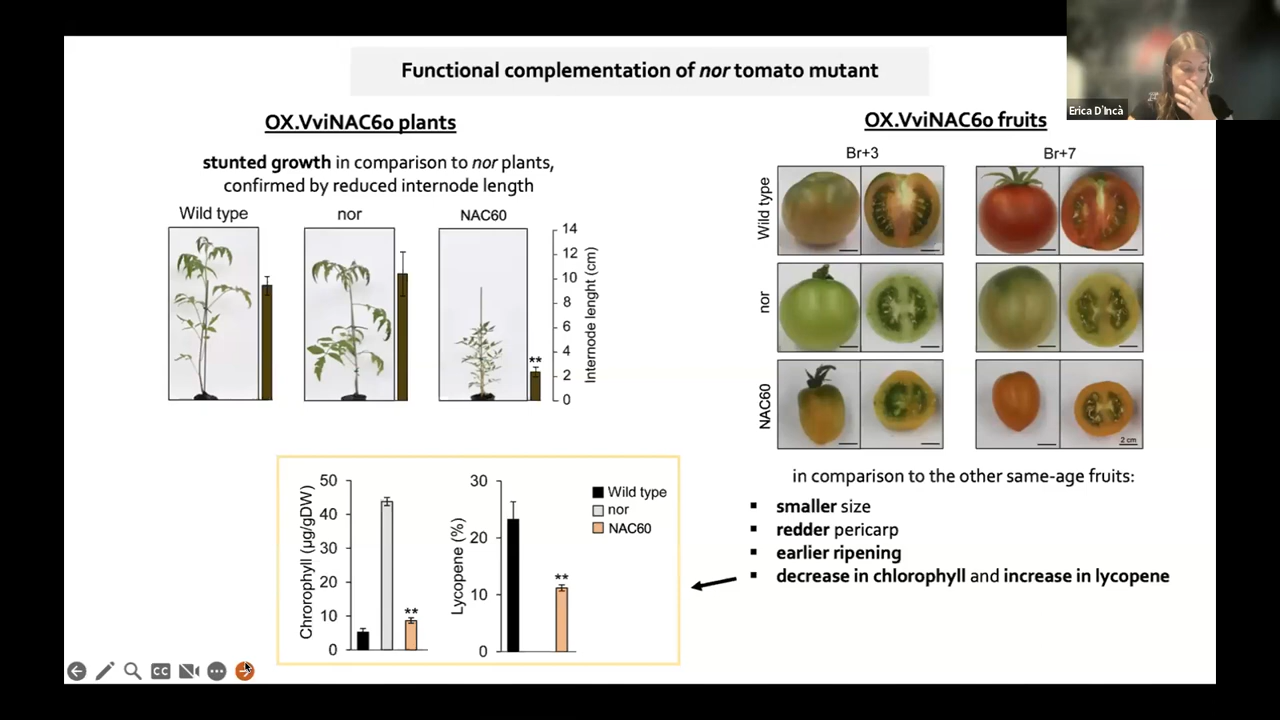 Functional complementation of nor tomato mutant
Erica D'Incà
OX.VviNAC60 plants
stunted growth in comparison to nor plants,
confirmed by reduced internode length
Wild type
nor
NAC60
14
12
10
8
6
4
2
0
**
Internode lenght (cm)
OX.VviNAC60 fruits
Br+3
Br+7
Wild type
nor
NAC60
2 cm
in comparison to the other same-age fruits:
▪ smaller size
▪ redder pericarp
▪ earlier ripening
▪ decrease in chlorophyll and increase in lycopene
Chrorophyll (µg/gDW)
50
40
30
20
10
0
**
Lycopene (%)
30
20
10
0
**
Wild type
nor
NAC60
CC